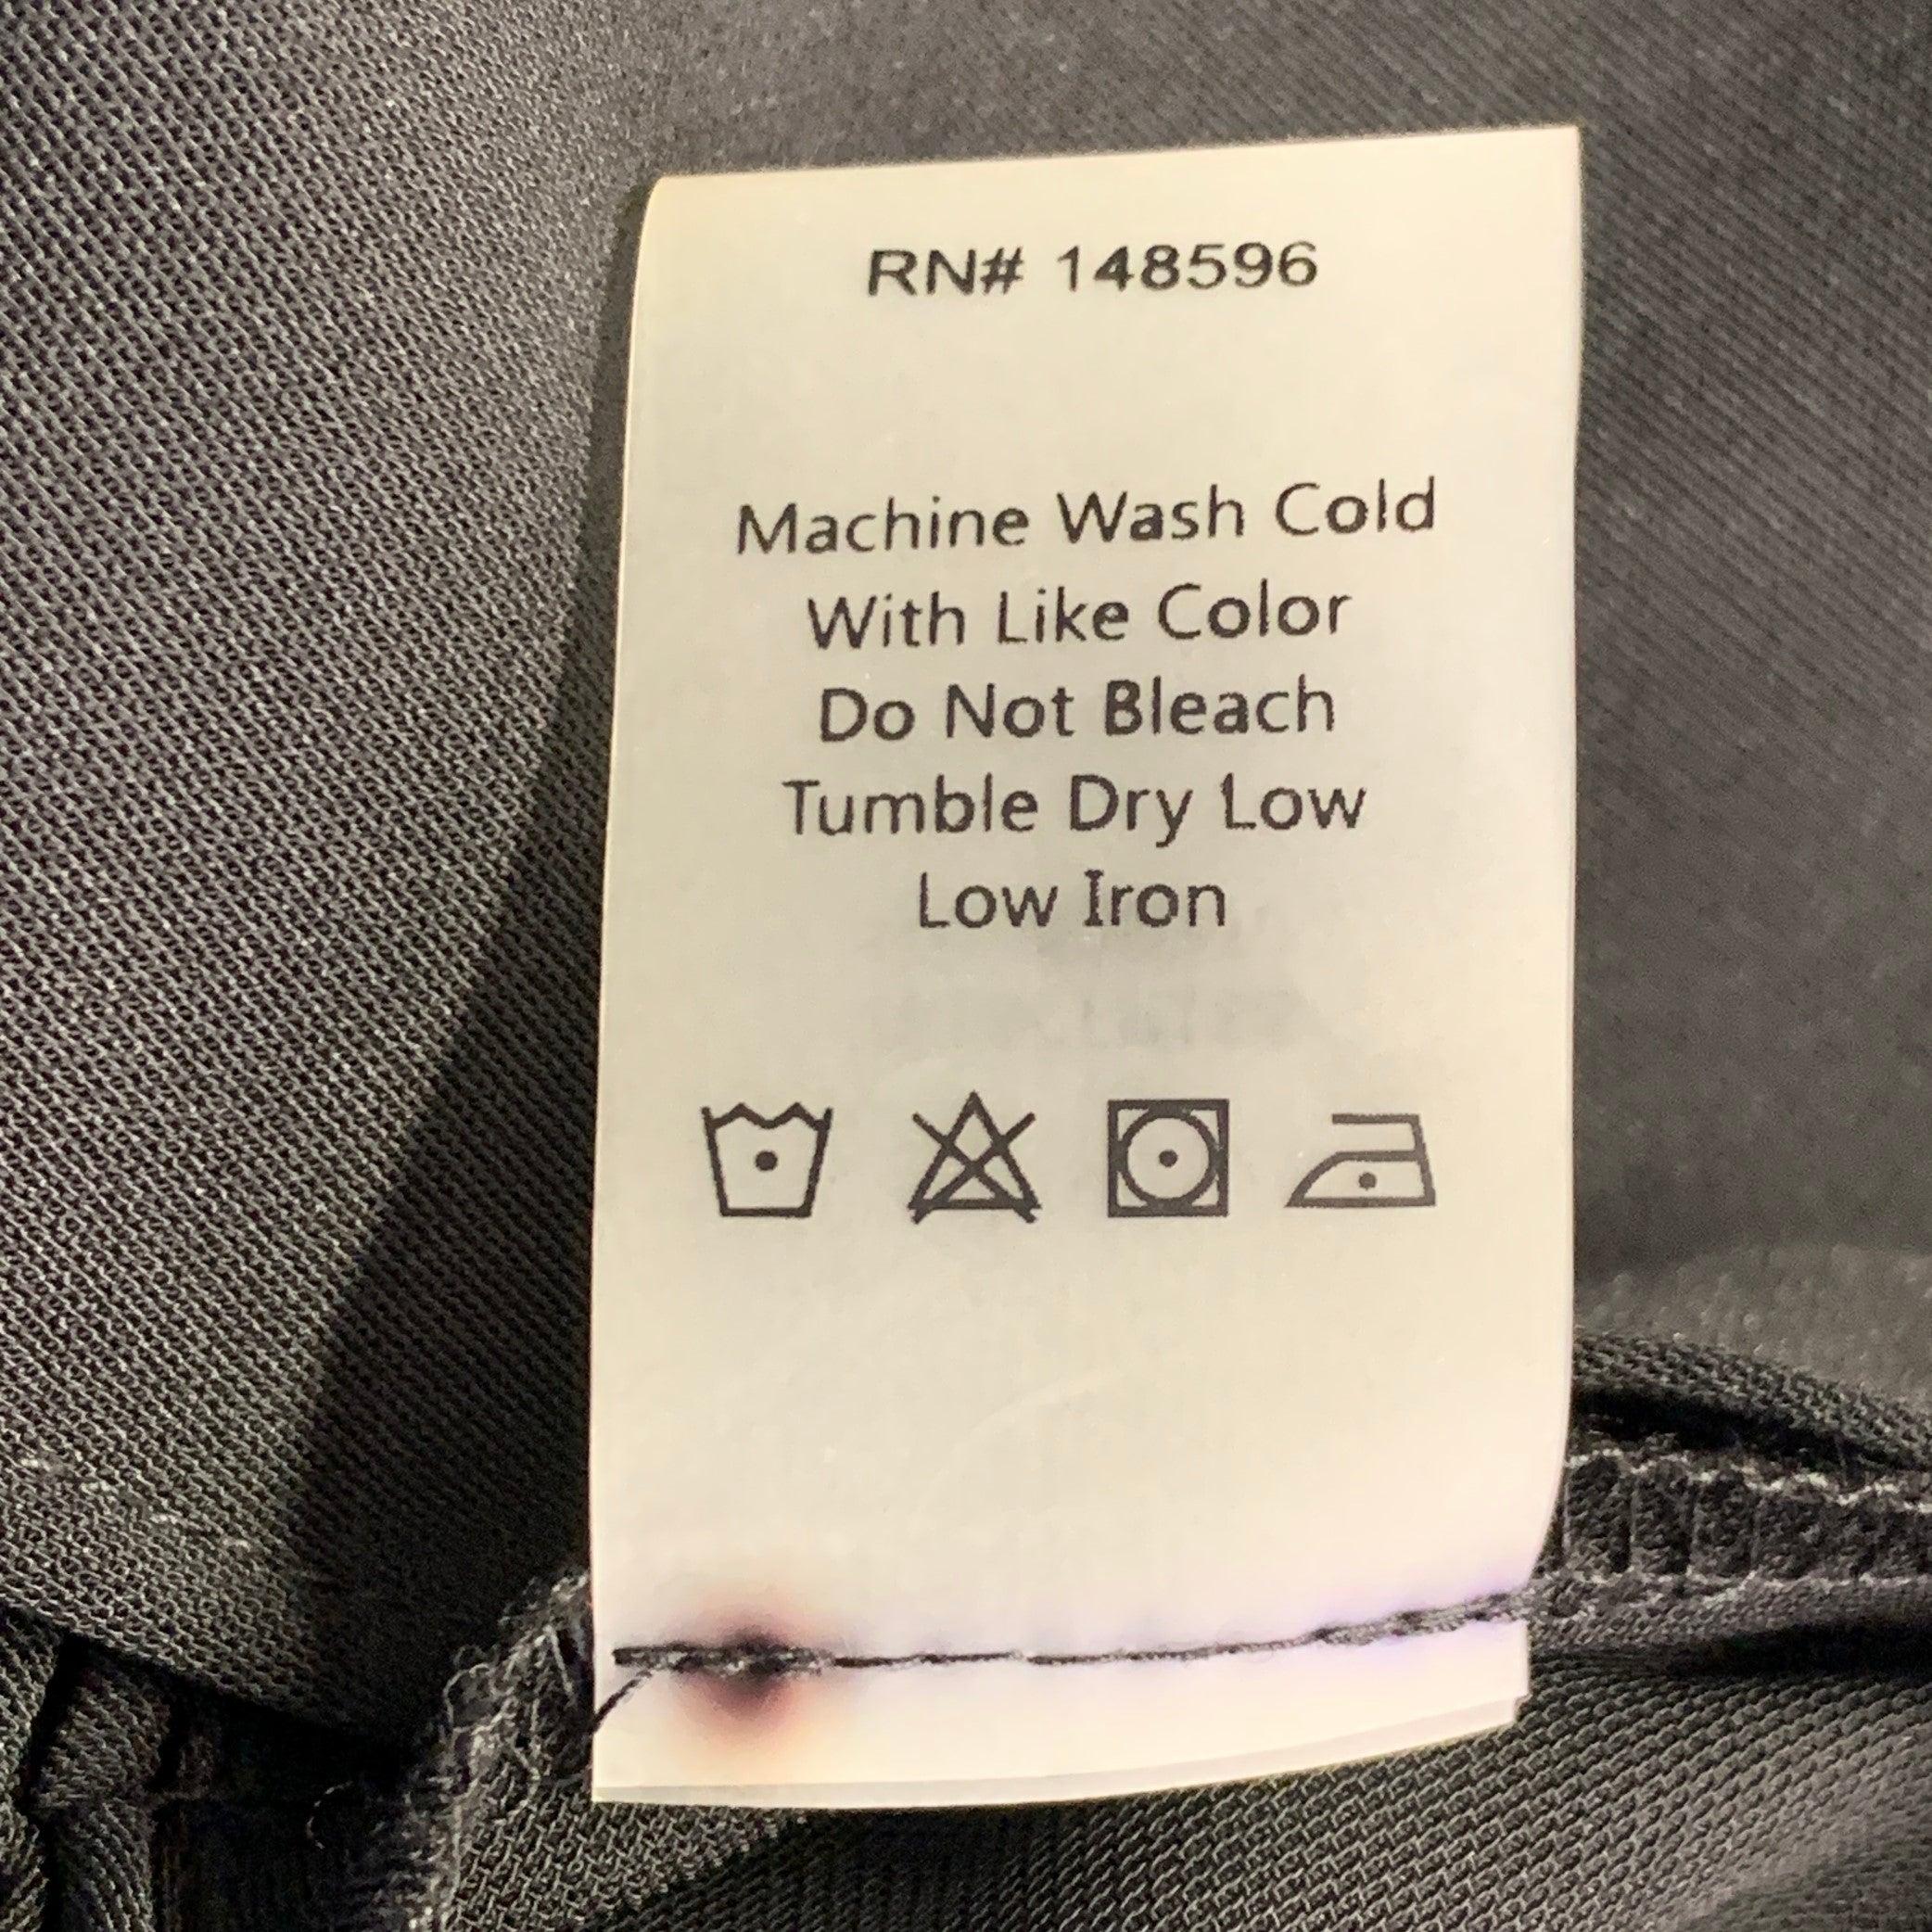 RN# 148596
Machine Wash Cold
With Like Color
Do Not Bleach
Tumble Dry Low
Low Iron